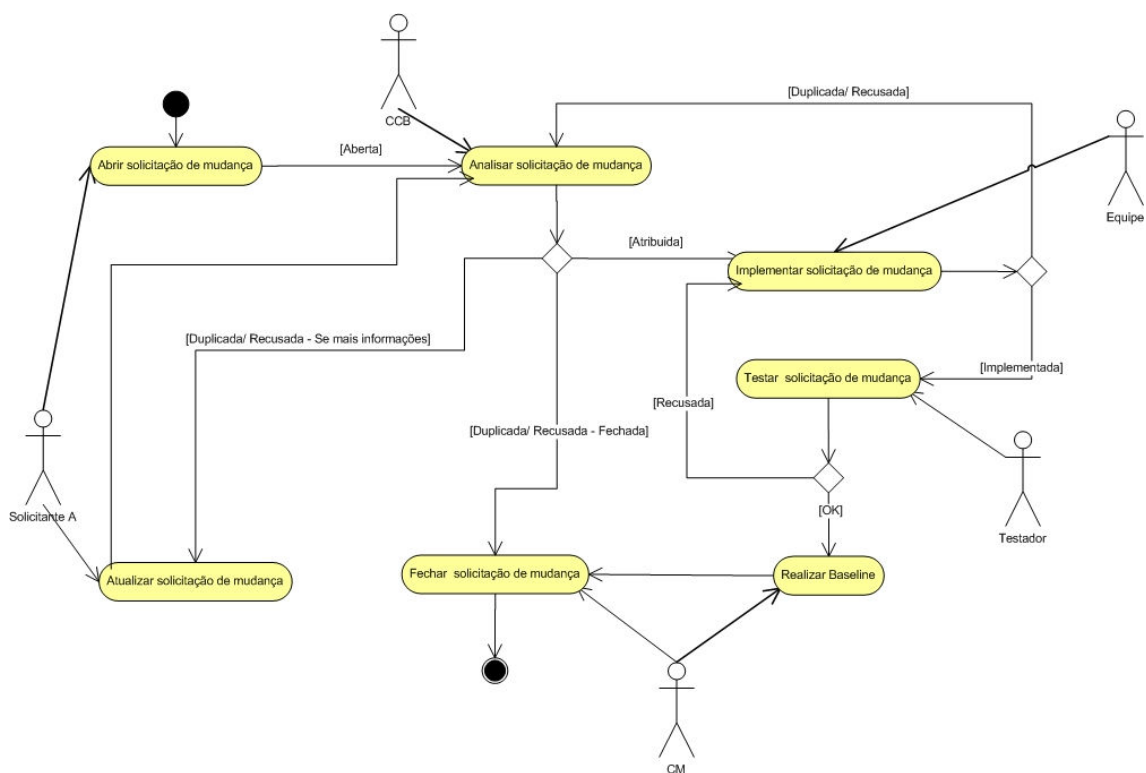 [Duplicada/ Recusada]
CCB
[Aberta]
Abrir solicitação de mudança
Analisar solicitação de mudança
Equipe
[Atribuida]
Implementar solicitação de mudança
[Duplicada/ Recusada - Se mais informações]
[Implementada]
Testar solicitação de mudança
[Recusada]
[Duplicada/ Recusada - Fechada]
[OK]
Solicitante A
Testador
Atualizar solicitação de mudança
Fechar solicitação de mudança
Realizar Baseline
CM